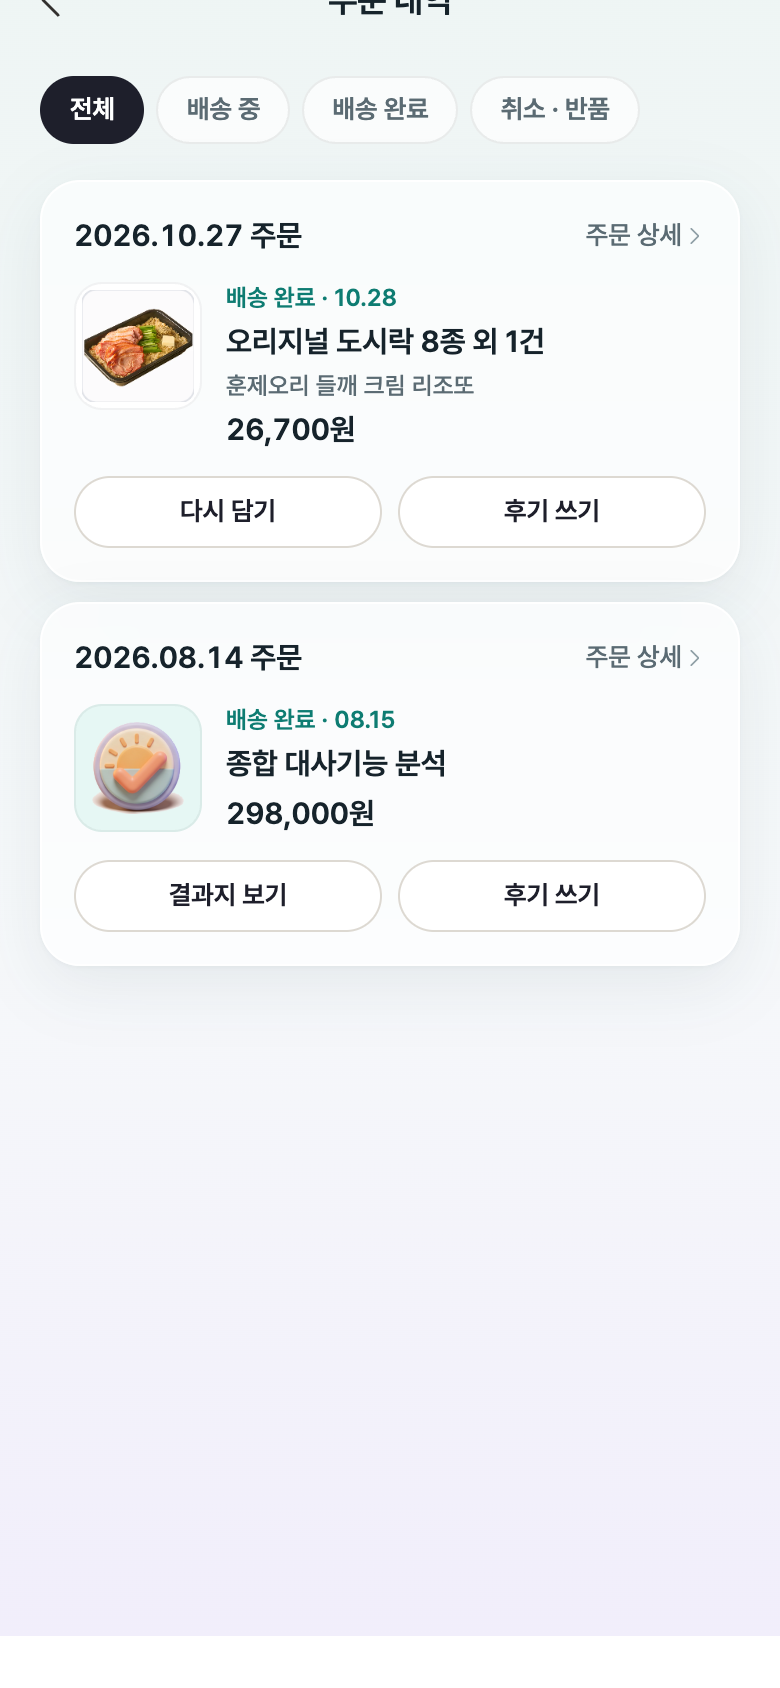 주문 내역
전체
배송 중
배송 완료
취소 · 반품
2026.10.27 주문
주문 상세
배송 완료 · 10.28
오리지널 도시락 8종 외 1건
훈제오리 들깨 크림 리조또
26,700원
다시 담기
후기 쓰기
2026.08.14 주문
주문 상세
배송 완료 · 08.15
종합 대사기능 분석
298,000원
결과지 보기
후기 쓰기